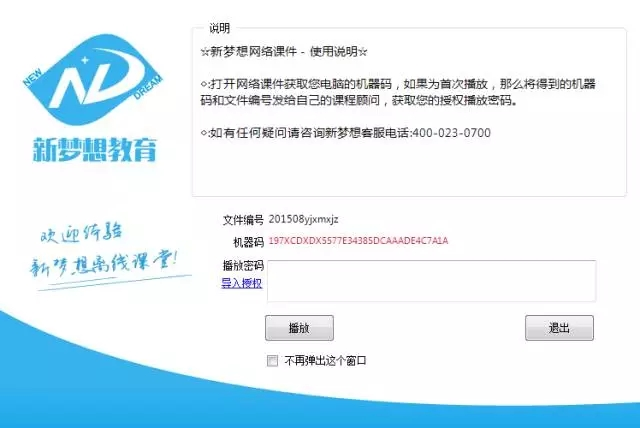 NEW
DREAM
新梦想教育
欢迎体验
新梦想离线课堂!
说明
☆新梦想网络课件 - 使用说明☆
◇:打开网络课件获取您电脑的机器码，如果为首次播放，那么将得到的机器
码和文件编号发给自己的课程顾问，获取您的授权播放密码。
◇:如有任何疑问请咨询新梦想客服电话:400-023-0700
文件编号 201508yjxmxjz
机器码 197XCDXDX5577E34385DCAAADE4C7A1A
播放密码
导入授权
播放
退出
不再弹出这个窗口